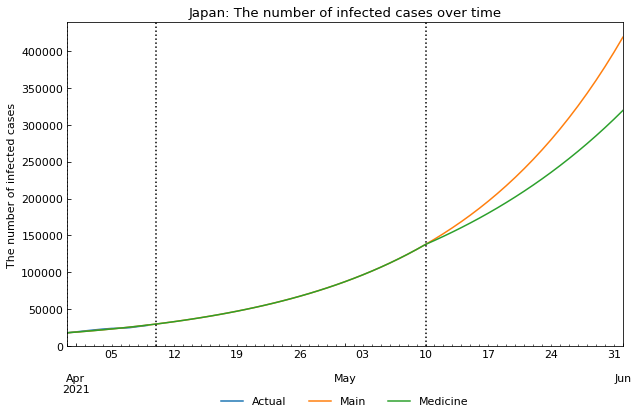 Japan: The number of infected cases over time
The number of infected cases
400000
350000
300000
250000
200000
150000
100000
50000
0
05 12 19 26 03 10 17 24 31
Apr May Jun
2021
Actual Main Medicine